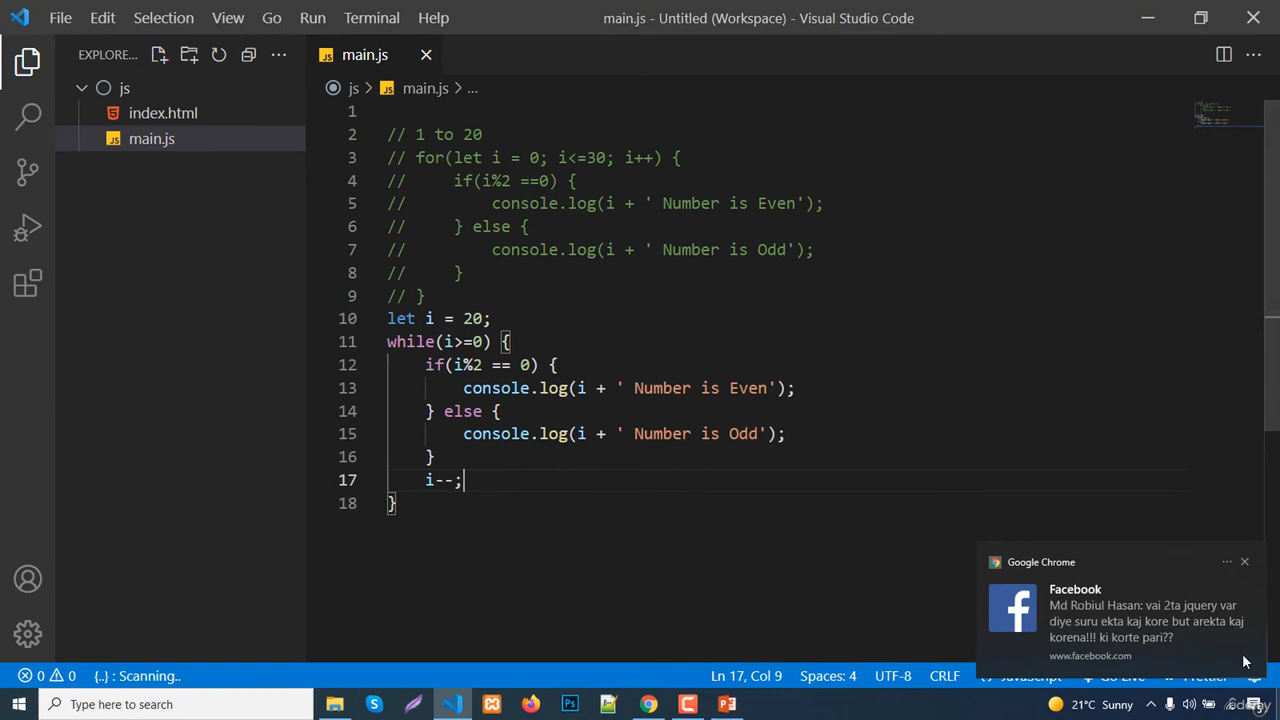 File Edit Selection View Go Run Terminal Help main.js - Untitled (Workspace) - Visual Studio Code
EXPLORE...
main.js
js
index.html
main.js
js > main.js > ...
1
2 // 1 to 20
3 // for(let i = 0; i<=30; i++) {
4 //     if(i%2 ==0) {
5 //         console.log(i + ' Number is Even');
6 //     } else {
7 //         console.log(i + ' Number is Odd');
8 //     }
9 // }
10 let i = 20;
11 while(i>=0) {
12     if(i%2 == 0) {
13         console.log(i + ' Number is Even');
14     } else {
15         console.log(i + ' Number is Odd');
16     }
17     i--;
18 }
Google Chrome
Facebook
Md Robiul Hasan: vai 2ta jquery var
diye suru ekta kaj kore but arekta kaj
korena!!! ki korte pari??
www.facebook.com
0 0 {..} : Scanning.. Ln 17, Col 9 Spaces: 4 UTF-8 CRLF JavaScript Go Live Prettier
Type here to search
21°C Sunny
Udemy